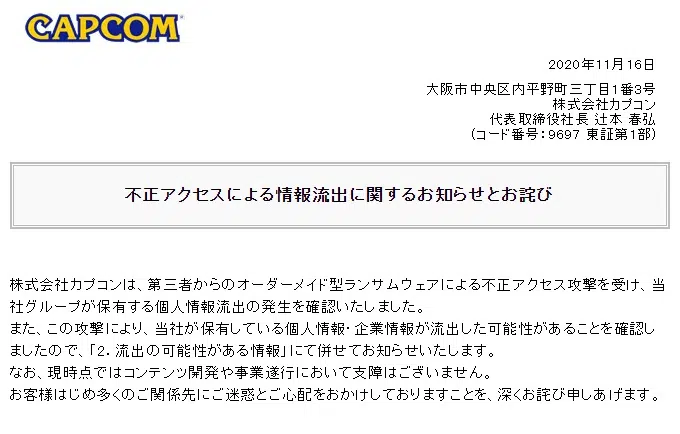 CAPCOM
2020年11月16日
大阪市中央区内平野町三丁目1番3号
株式会社カプコン
代表取締役社長 辻本 春弘
(コード番号:9697 東証第1部)
不正アクセスによる情報流出に関するお知らせとお詫び
株式会社カプコンは、第三者からのオーダーメイド型ランサムウェアによる不正アクセス攻撃を受け、当
社グループが保有する個人情報流出の発生を確認いたしました。
また、この攻撃により、当社が保有している個人情報・企業情報が流出した可能性があることを確認し
ましたので、「2. 流出の可能性がある情報」にて併せてお知らせいたします。
なお、現時点ではコンテンツ開発や事業遂行において支障はございません。
お客様はじめ多くのご関係先にご迷惑とご心配をおかけしておりますことを、深くお詫び申しあげます。